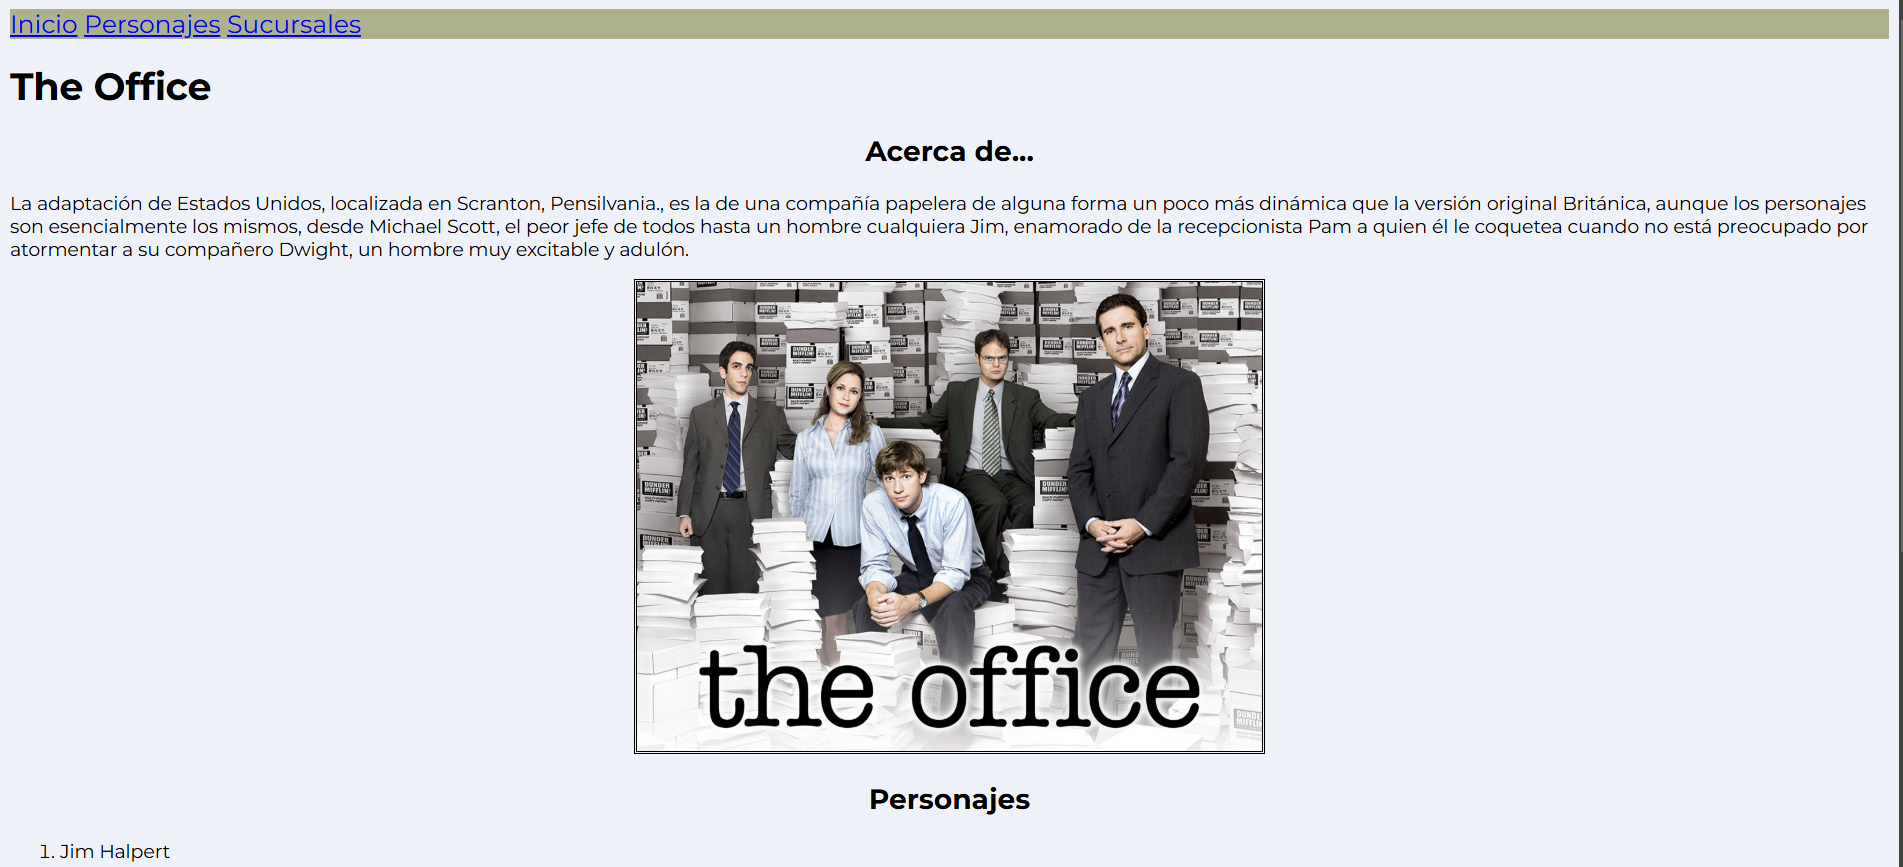 Inicio Personajes Sucursales
The Office
Acerca de...
La adaptación de Estados Unidos, localizada en Scranton, Pensilvania., es la de una compañía papelera de alguna forma un poco más dinámica que la versión original Británica, aunque los personajes
son esencialmente los mismos, desde Michael Scott, el peor jefe de todos hasta un hombre cualquiera Jim, enamorado de la recepcionista Pam a quien él le coquetea cuando no está preocupado por
atormentar a su compañero Dwight, un hombre muy excitable y adulón.
DUNDER
MIFFLIN!
the office
Personajes
1. Jim Halpert